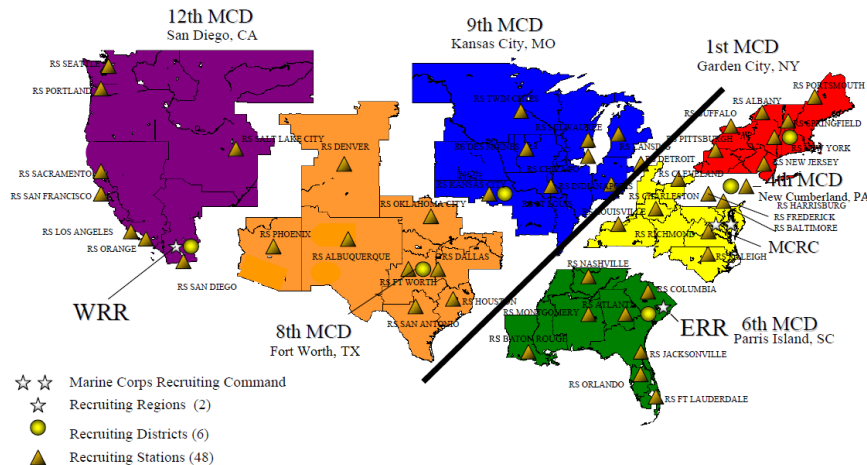 12th MCD
San Diego, CA
9th MCD
Kansas City, MO
1st MCD
Garden City, NY
RS SEATTLE
RS PORTLAND
RS SALT LAKE CITY
RS SACRAMENTO
RS SAN FRANCISCO
RS LOS ANGELES
RS ORANGE
RS SAN DIEGO
WRR
RS DENVER
RS OKLAHOMA CITY
RS PHOENIX
RS ALBUQUERQUE
RS DALLAS
RS FT WORTH
RS HOUSTON
RS SAN ANTONIO
8th MCD
Fort Worth, TX
RS TWIN CITIES
RS LANSING
RS DETROIT
RS PORTSMOUTH
RS ALBANY
RS BUFFALO
RS SPRINGFIELD
RS PITTSBURGH
RS NEW YORK
RS NEW JERSEY
RS CLEVELAND
4th MCD
New Cumberland, PA
RS HARRISBURG
RS CHARLESTON
RS FREDERICK
RS LOUISVILLE
RS BALTIMORE
RS RICHMOND
MCRC
RS RALEIGH
RS NASHVILLE
RS COLUMBIA
RS ATLANTA
RS MONTGOMERY
ERR
6th MCD
Parris Island, SC
RS BATON ROUGE
RS JACKSONVILLE
RS ORLANDO
RS FT LAUDERDALE
Marine Corps Recruiting Command
Recruiting Regions (2)
Recruiting Districts (6)
Recruiting Stations (48)